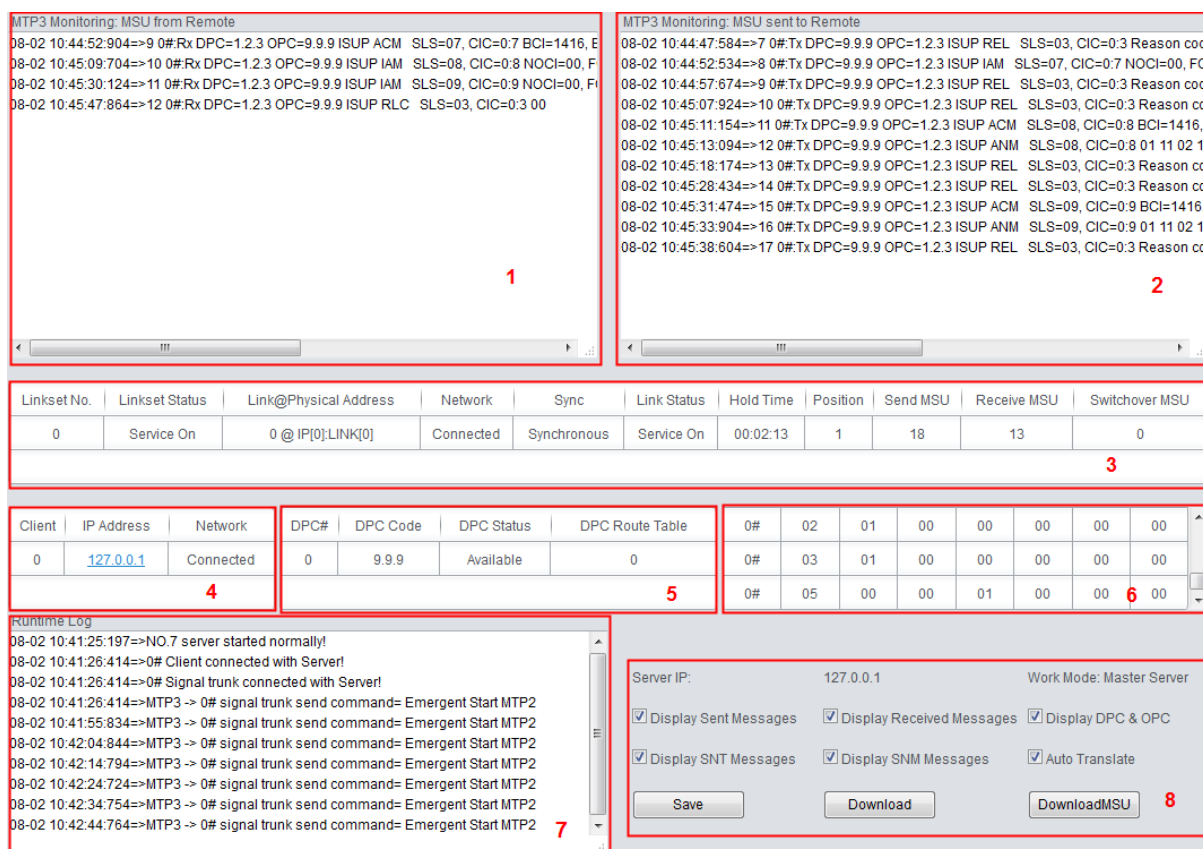 MTP3 Monitoring: MSU from Remote
08-02 10:44:52:904=>9 0#:Rx DPC=1.2.3 OPC=9.9.9 ISUP ACM SLS=07, CIC=0:7 BCI=1416,
08-02 10:45:09:704=>10 0#:Rx DPC=1.2.3 OPC=9.9.9 ISUP IAM SLS=08, CIC=0:8 NOCI=00,
08-02 10:45:30:124=>11 0#:Rx DPC=1.2.3 OPC=9.9.9 ISUP IAM SLS=09, CIC=0:9 NOCI=00,
08-02 10:45:47:864=>12 0#:Rx DPC=1.2.3 OPC=9.9.9 ISUP RLC SLS=03, CIC=0:3 00
1
MTP3 Monitoring: MSU sent to Remote
08-02 10:44:47:584=>7 0#:Tx DPC=9.9.9 OPC=1.2.3 ISUP REL SLS=03, CIC=0:3 Reason
08-02 10:44:52:534=>8 0#:Tx DPC=9.9.9 OPC=1.2.3 ISUP IAM SLS=07, CIC=0:7 NOCI=00,
08-02 10:44:57:674=>9 0#:Tx DPC=9.9.9 OPC=1.2.3 ISUP REL SLS=03, CIC=0:3 Reason
08-02 10:45:07:924=>10 0#:Tx DPC=9.9.9 OPC=1.2.3 ISUP REL SLS=03, CIC=0:3 Reason
08-02 10:45:11:154=>11 0#:Tx DPC=9.9.9 OPC=1.2.3 ISUP ACM SLS=08, CIC=0:8 BCI=1416,
08-02 10:45:13:094=>12 0#:Tx DPC=9.9.9 OPC=1.2.3 ISUP ANM SLS=08, CIC=0:8 01 11 02
08-02 10:45:18:174=>13 0#:Tx DPC=9.9.9 OPC=1.2.3 ISUP REL SLS=03, CIC=0:3 Reason
08-02 10:45:28:434=>14 0#:Tx DPC=9.9.9 OPC=1.2.3 ISUP REL SLS=03, CIC=0:3 Reason
08-02 10:45:31:474=>15 0#:Tx DPC=9.9.9 OPC=1.2.3 ISUP ACM SLS=09, CIC=0:9 BCI=1416
08-02 10:45:33:904=>16 0#:Tx DPC=9.9.9 OPC=1.2.3 ISUP ANM SLS=09, CIC=0:9 01 11 02
08-02 10:45:38:604=>17 0#:Tx DPC=9.9.9 OPC=1.2.3 ISUP REL SLS=03, CIC=0:3 Reason
2
Linkset No. Linkset Status Link@Physical Address Network Sync Link Status Hold Time Position Send MSU Receive MSU Switchover MSU
0 Service On 0 @ IP[0]:LINK[0] Connected Synchronous Service On 00:02:13 1 18 13 0
3
Client IP Address Network
0 127.0.0.1 Connected
4
DPC# DPC Code DPC Status DPC Route Table
0 9.9.9 Available 0
5
0# 02 01 00 00 00 00 00
0# 03 01 00 00 00 00 00
0# 05 00 00 01 00 00 00
6
Runtime Log
08-02 10:41:25:197=>NO.7 server started normally!
08-02 10:41:26:414=>0# Client connected with Server!
08-02 10:41:26:414=>0# Signal trunk connected with Server!
08-02 10:41:26:414=>MTP3 -> 0# signal trunk send command= Emergent Start MTP2
08-02 10:41:55:834=>MTP3 -> 0# signal trunk send command= Emergent Start MTP2
08-02 10:42:04:844=>MTP3 -> 0# signal trunk send command= Emergent Start MTP2
08-02 10:42:14:794=>MTP3 -> 0# signal trunk send command= Emergent Start MTP2
08-02 10:42:24:724=>MTP3 -> 0# signal trunk send command= Emergent Start MTP2
08-02 10:42:34:754=>MTP3 -> 0# signal trunk send command= Emergent Start MTP2
08-02 10:42:44:764=>MTP3 -> 0# signal trunk send command= Emergent Start MTP2
7
Server IP: 127.0.0.1 Work Mode: Master Server
Display Sent Messages Display Received Messages Display DPC & OPC
Display SNT Messages Display SNM Messages Auto Translate
Save Download DownloadMSU
8